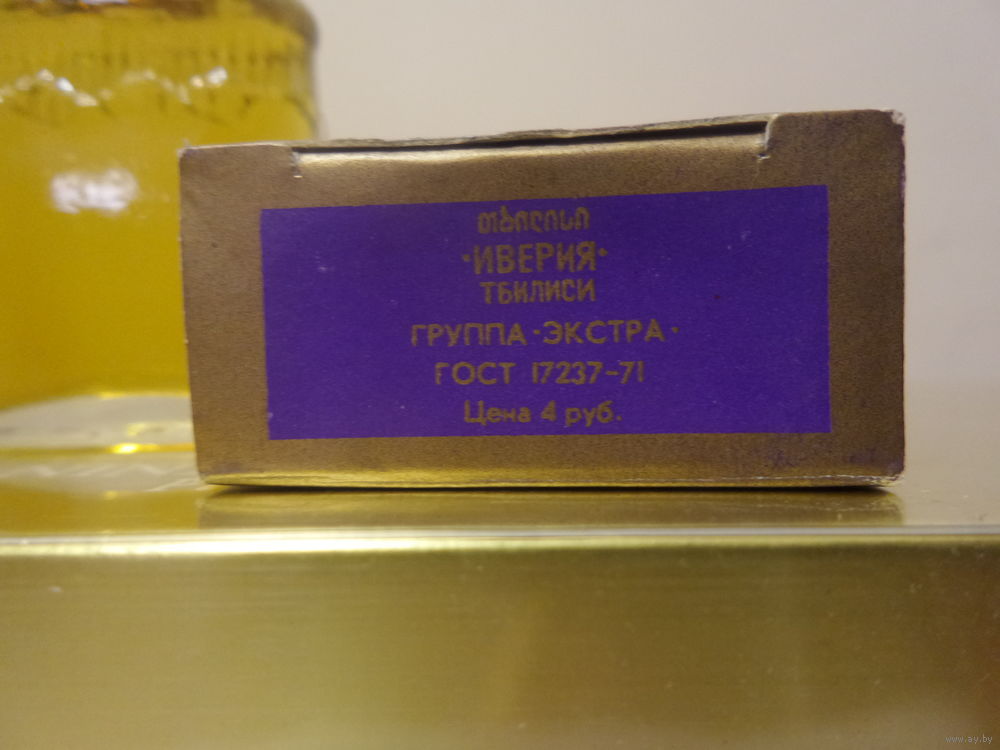 თბილისი
·ИВЕРИЯ·
ТБИЛИСИ
ГРУППА·ЭКСТРА·
ГОСТ 17237-71
Цена 4 руб.
www.ay.by